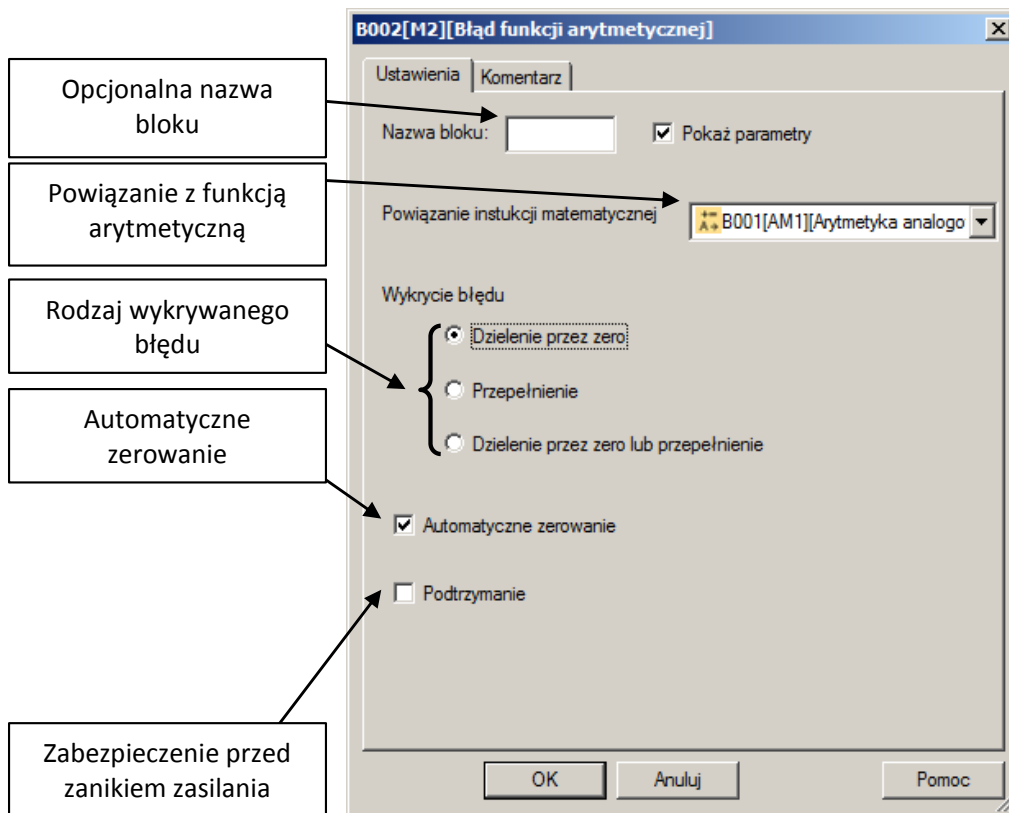 B002[M2][Błąd funkcji arytmetycznej]
Ustawienia
Komentarz
Opcjonalna nazwa
bloku
Nazwa bloku:
Pokaż parametry
Powiązanie z funkcją
arytmetyczną
Powiązanie instukcji matematycznej
B001[AM1][Arytmetyka analogo
Rodzaj wykrywanego
błędu
Wykrycie błędu
Dzielenie przez zero
Przepełnienie
Dzielenie przez zero lub przepełnienie
Automatyczne
zerowanie
Automatyczne zerowanie
Podtrzymanie
Zabezpieczenie przed
zanikiem zasilania
OK
Anuluj
Pomoc